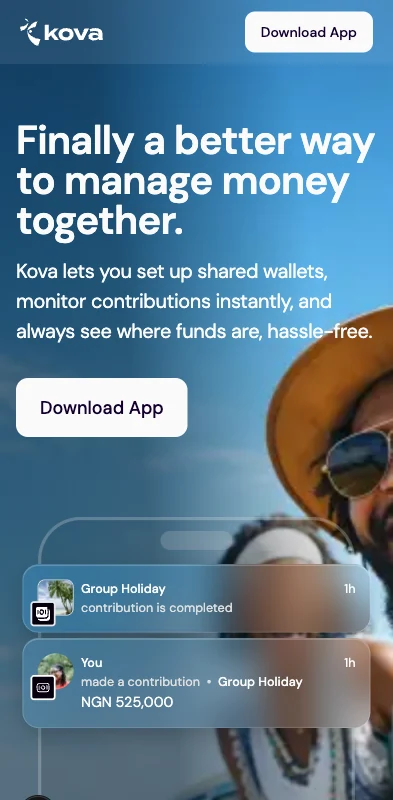 kova
Download App
Finally a better way
to manage money
together.
Kova lets you set up shared wallets,
monitor contributions instantly, and
always see where funds are, hassle-free.
Download App
Group Holiday 1h
contribution is completed
You 1h
made a contribution • Group Holiday
NGN 525,000